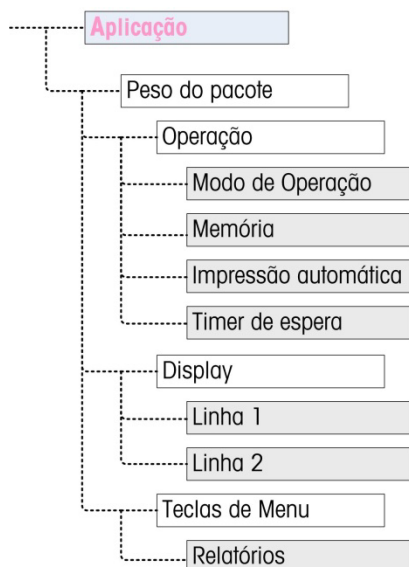 Aplicação
Peso do pacote
Operação
Modo de Operação
Memória
Impressão automática
Timer de espera
Display
Linha 1
Linha 2
Teclas de Menu
Relatórios